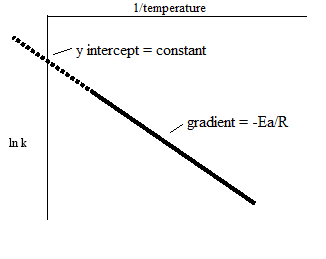 1/temperature
y intercept = constant
gradient = -Ea/R
ln k